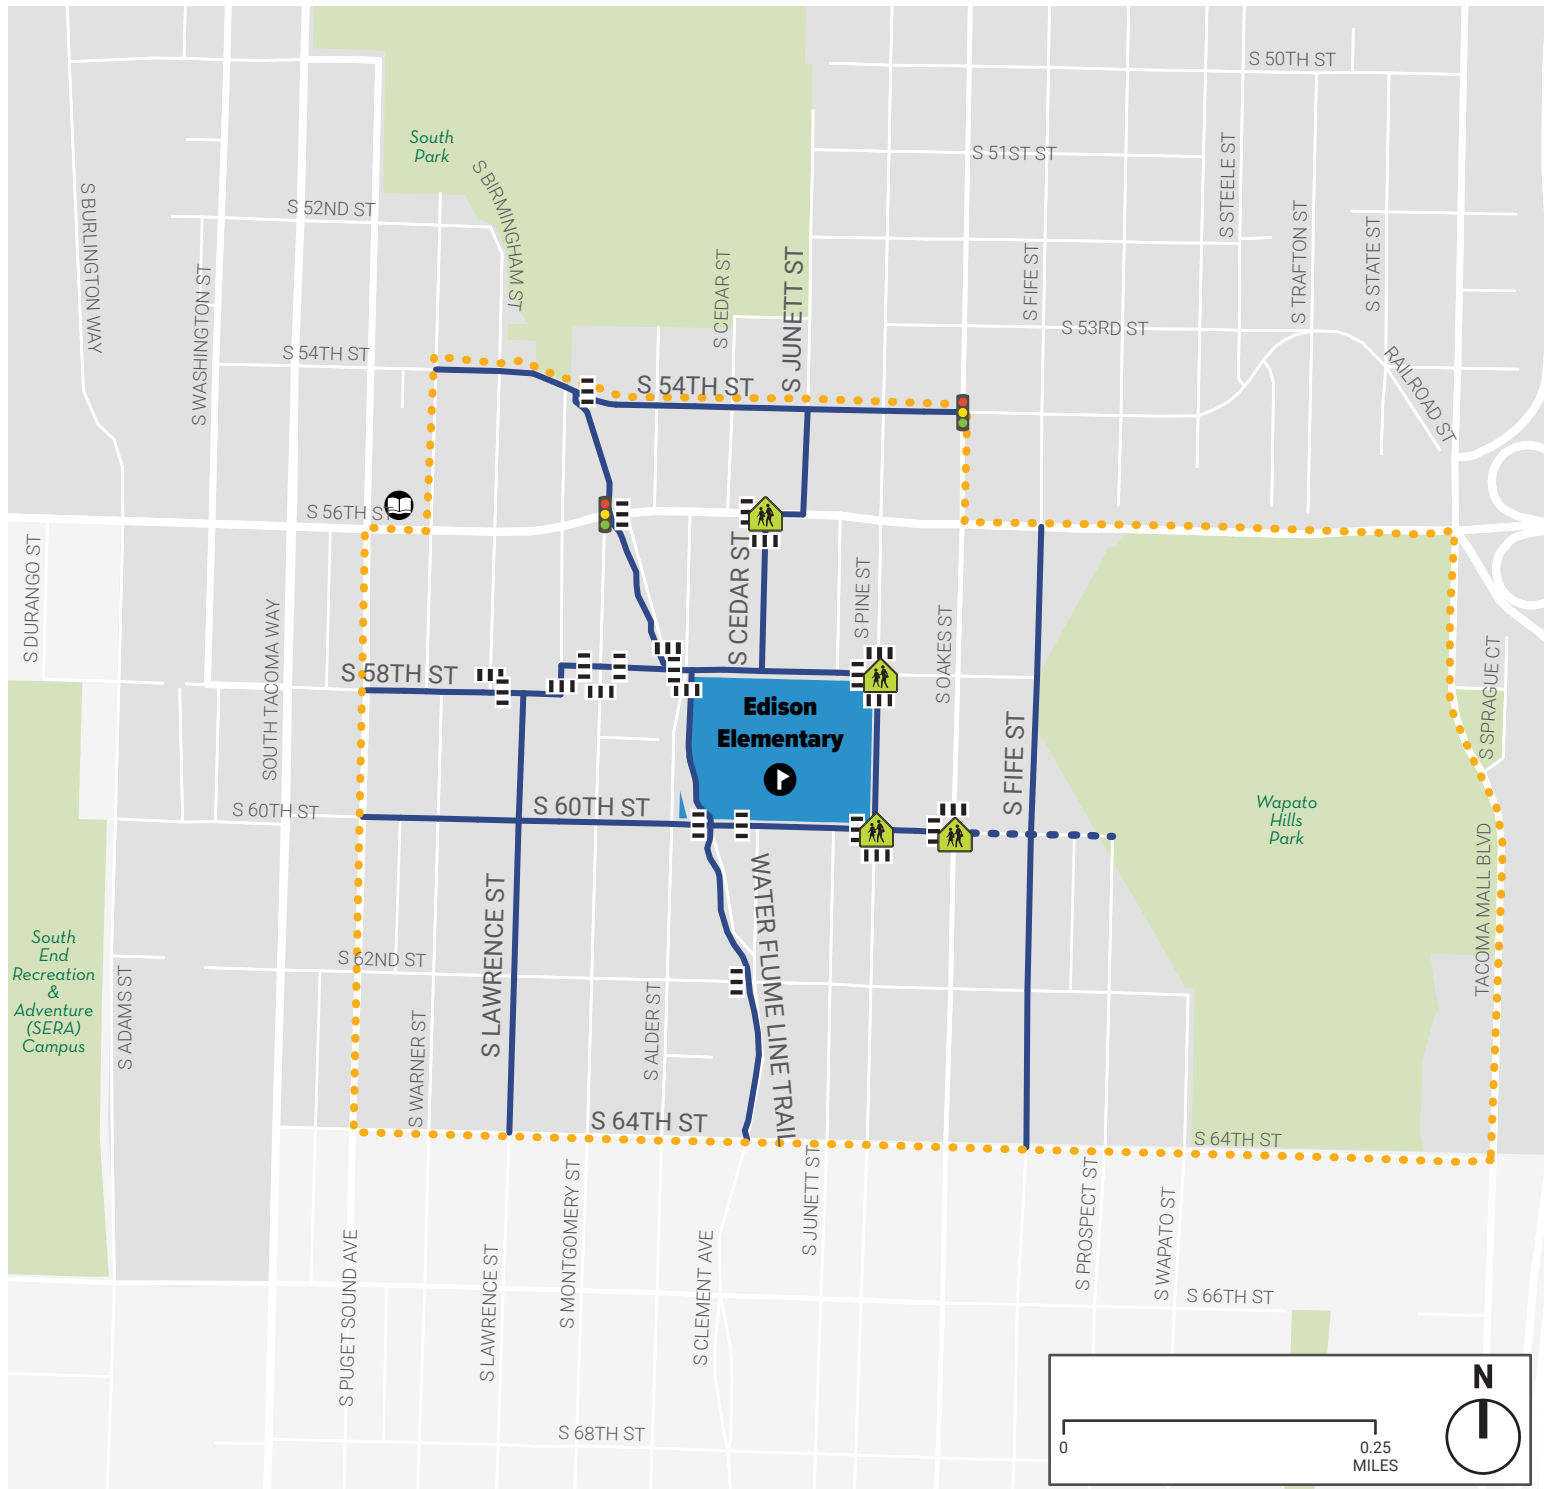 S 50TH ST
S 51ST ST
South
Park
S BIRMINGHAM ST
S STEELE ST
S BURLINGTON WAY
S 52ND ST
S TRAFTON ST
S STATE ST
S WASHINGTON ST
S CEDAR ST
S JUNETT ST
S FIFE ST
S 53RD ST
S 54TH ST
S 54TH ST
RAILROAD ST
S 56TH ST
S DURANGO ST
S CEDAR ST
S PINE ST
S OAKES ST
SOUTH TACOMA WAY
S 58TH ST
S SPRAGUE CT
Edison
Elementary
S FIFE ST
S 60TH ST
S 60TH ST
Wapato
Hills
Park
TACOMA MALL BLVD
S LAWRENCE ST
WATER FLUME LINE TRAIL
South
End
Recreation
&
Adventure
(SERA)
Campus
S 62ND ST
S ADAMS ST
S WARNER ST
S ALDER ST
S 64TH ST
S 64TH ST
S PUGET SOUND AVE
S LAWRENCE ST
S MONTGOMERY ST
S CLEMENT AVE
S JUNETT ST
S PROSPECT ST
S WAPATO ST
S 66TH ST
S 68TH ST
N
0
0.25
MILES